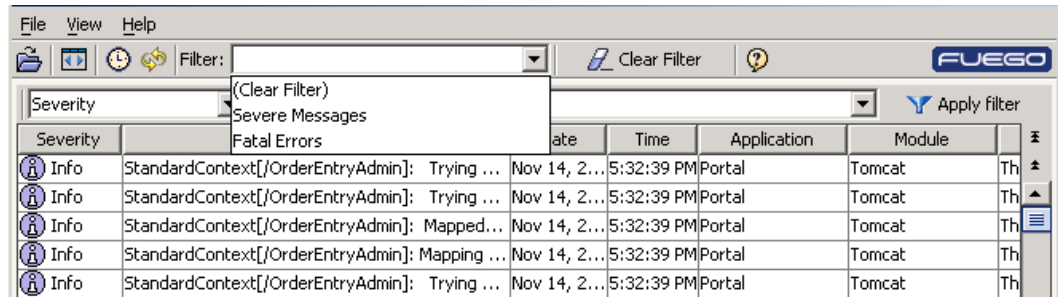 File View Help
Filter: Clear Filter FUEGO
(Clear Filter)
Severe Messages
Fatal Errors
Severity Apply filter
Severity ate Time Application Module
Info StandardContext[/OrderEntryAdmin]: Trying ... Nov 14, 2... 5:32:39 PM Portal Tomcat Th
Info StandardContext[/OrderEntryAdmin]: Trying ... Nov 14, 2... 5:32:39 PM Portal Tomcat Th
Info StandardContext[/OrderEntryAdmin]: Mapped... Nov 14, 2... 5:32:39 PM Portal Tomcat Th
Info StandardContext[/OrderEntryAdmin]: Mapping ... Nov 14, 2... 5:32:39 PM Portal Tomcat Th
Info StandardContext[/OrderEntryAdmin]: Trying ... Nov 14, 2... 5:32:39 PM Portal Tomcat Th